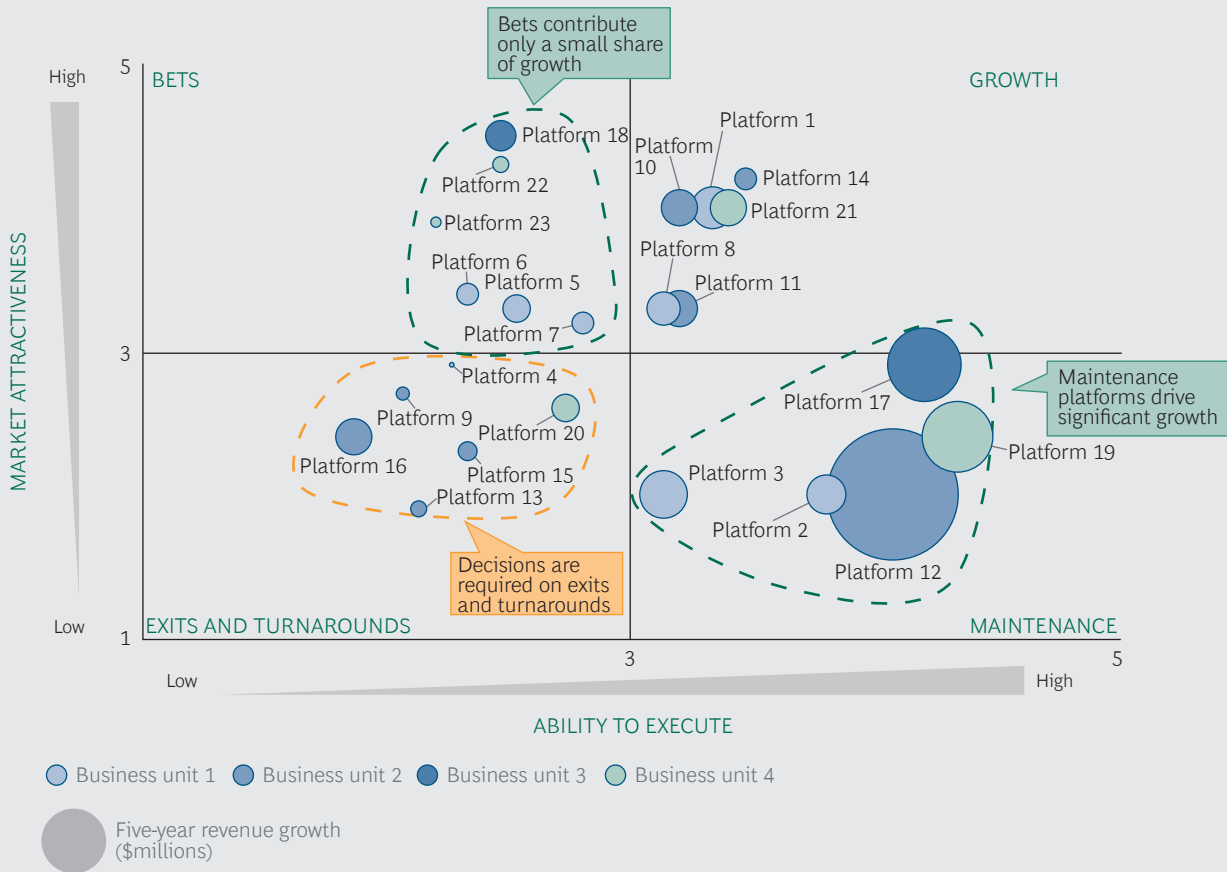 Bets contribute
only a small share
of growth
5
High
BETS
GROWTH
Platform 1
Platform 18
Platform
10
Platform 22
Platform 14
Platform 21
Platform 23
Platform 6
Platform 5
Platform 8
Platform 11
Platform 7
MARKET ATTRACTIVENESS
3
Platform 4
Platform 9
Platform 20
Platform 16
Platform 15
Platform 13
Platform 17
Maintenance
platforms drive
significant growth
Platform 19
Platform 3
Platform 2
Platform 12
Decisions are
required on exits
and turnarounds
Low
1
EXITS AND TURNAROUNDS
MAINTENANCE
3
5
Low
High
ABILITY TO EXECUTE
Business unit 1
Business unit 2
Business unit 3
Business unit 4
Five-year revenue growth
($millions)